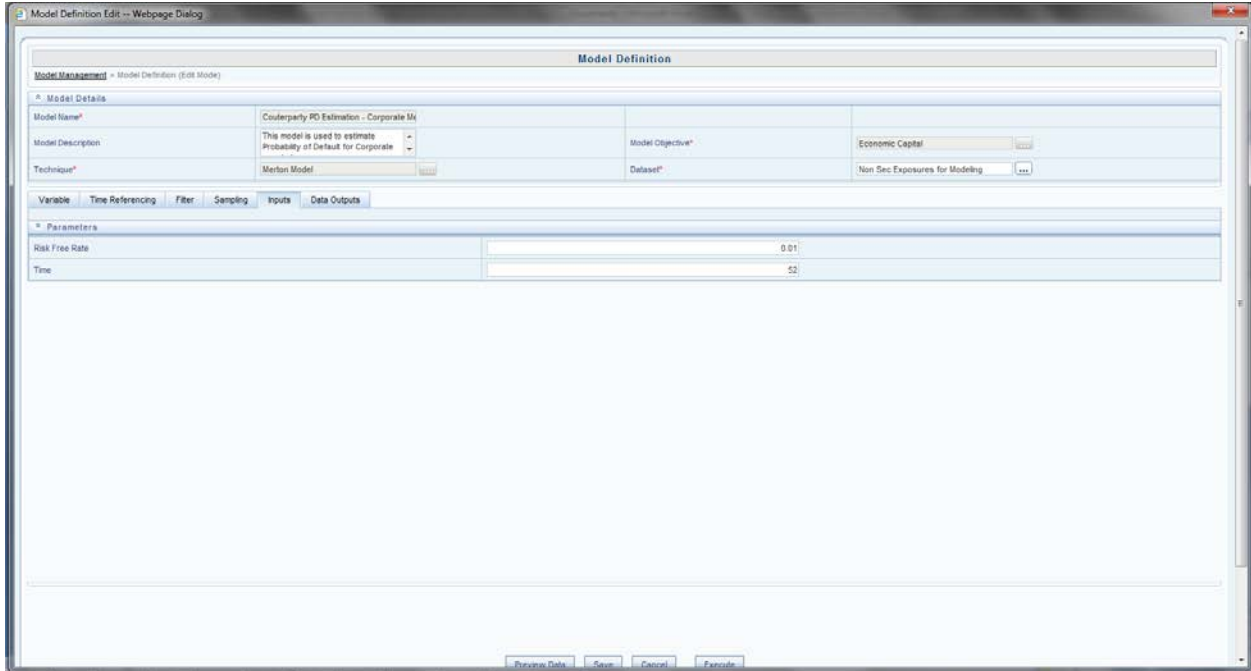 Model Definition Edit -- Webpage Dialog
Model Definition
Model Management » Model Definition (Edit Mode)
Model Details
Model Name*
Couterparty PD Estimation - Corporate Me
Model Description
This model is used to estimate
Probability of Default for Corporate
Model Objective*
Economic Capital
Technique*
Merton Model
Dataset*
Non Sec Exposures for Modeling
...
Variable Time Referencing Filter Sampling Inputs Data Outputs
Parameters
Risk Free Rate 0.01
Time 52
Preview Data Save Cancel Execute